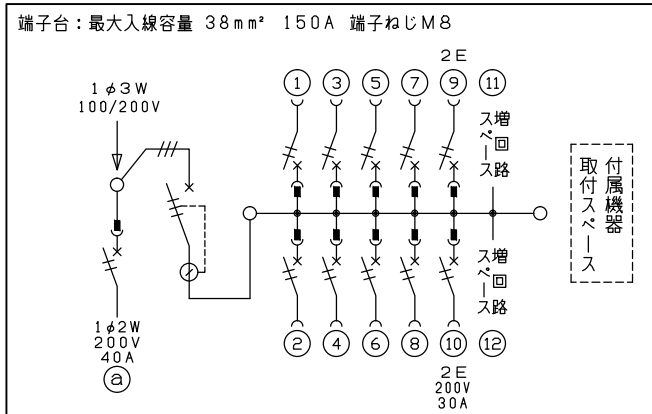 端子台：最大入線容量 38mm² 150A 端子ねじM8
1φ3W
100/200V
1φ2W
200V
40A
a
2E
1 3 5 7 9 11
増回路
スペース
増回路
スペース
2 4 6 8 10 12
2E
200V
30A
付属機器
取付スペース